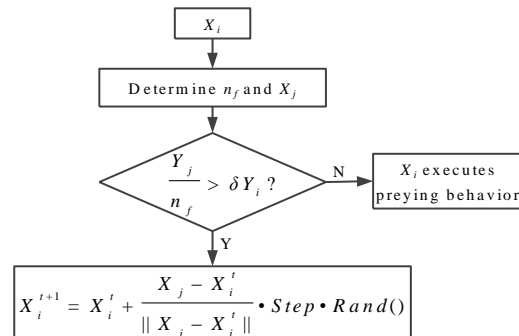 X_i
Determine n_f and X_j
Y_j / n_f > δ Y_i ?
N
X_i executes
preying behavior
Y
X_i^{t+1} = X_i^t + (X_j − X_i^t) / || X_j − X_i^t || • Step • Rand()